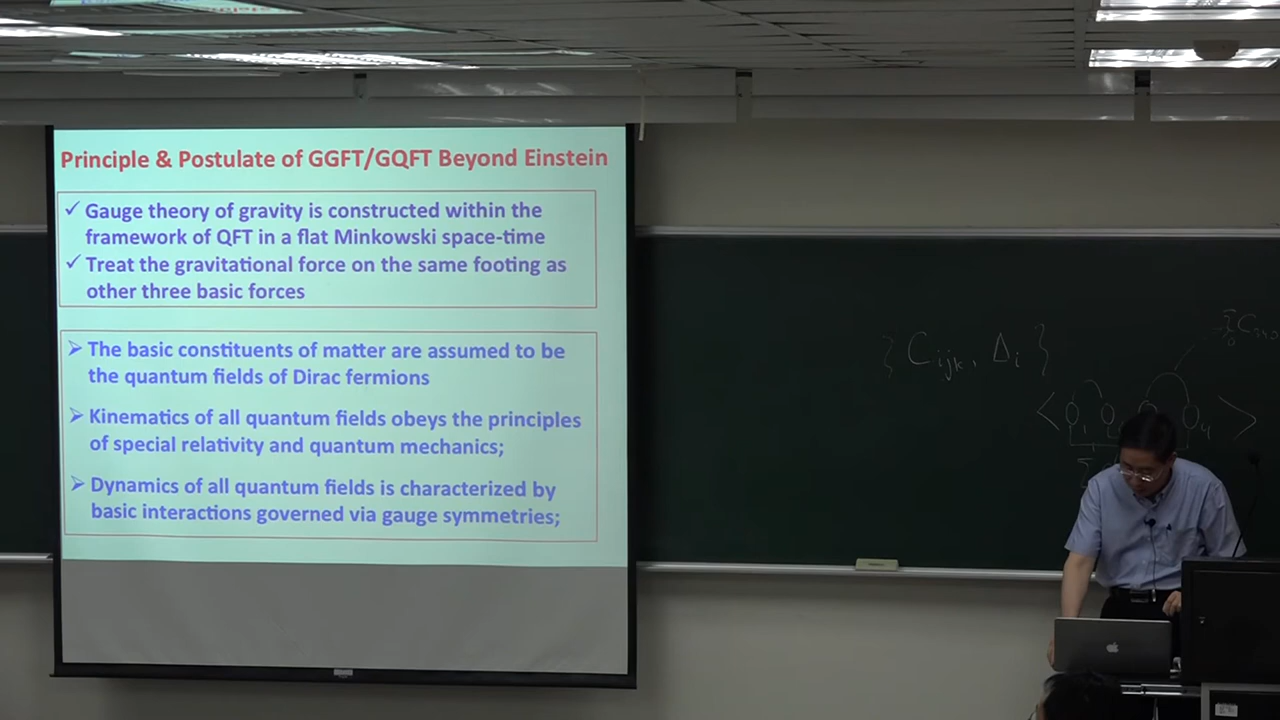 Principle & Postulate of GGFT/GQFT Beyond Einstein
✓ Gauge theory of gravity is constructed within the
framework of QFT in a flat Minkowski space-time
✓ Treat the gravitational force on the same footing as
other three basic forces
➢ The basic constituents of matter are assumed to be
the quantum fields of Dirac fermions
➢ Kinematics of all quantum fields obeys the principles
of special relativity and quantum mechanics;
➢ Dynamics of all quantum fields is characterized by
basic interactions governed via gauge symmetries;
{ Cijk, Δi }